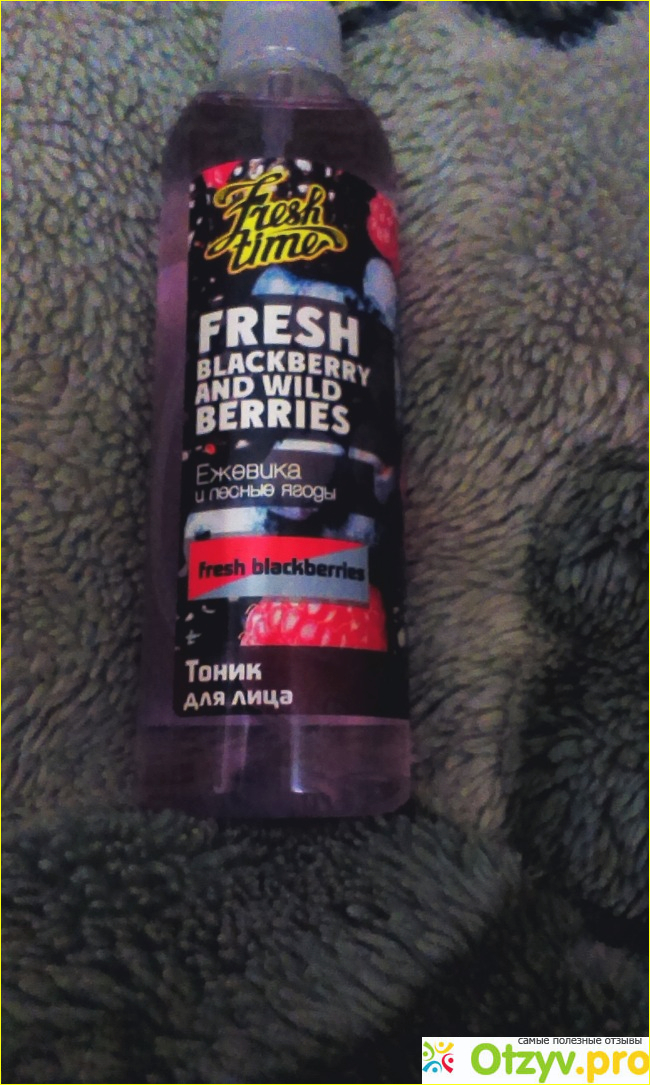 Fresh
time
FRESH
BLACKBERRY
AND WILD
BERRIES
Ежевика
и лесные ягоды
fresh blackberries
Тоник
для лица
самые полезные отзывы
Otzyv.pro